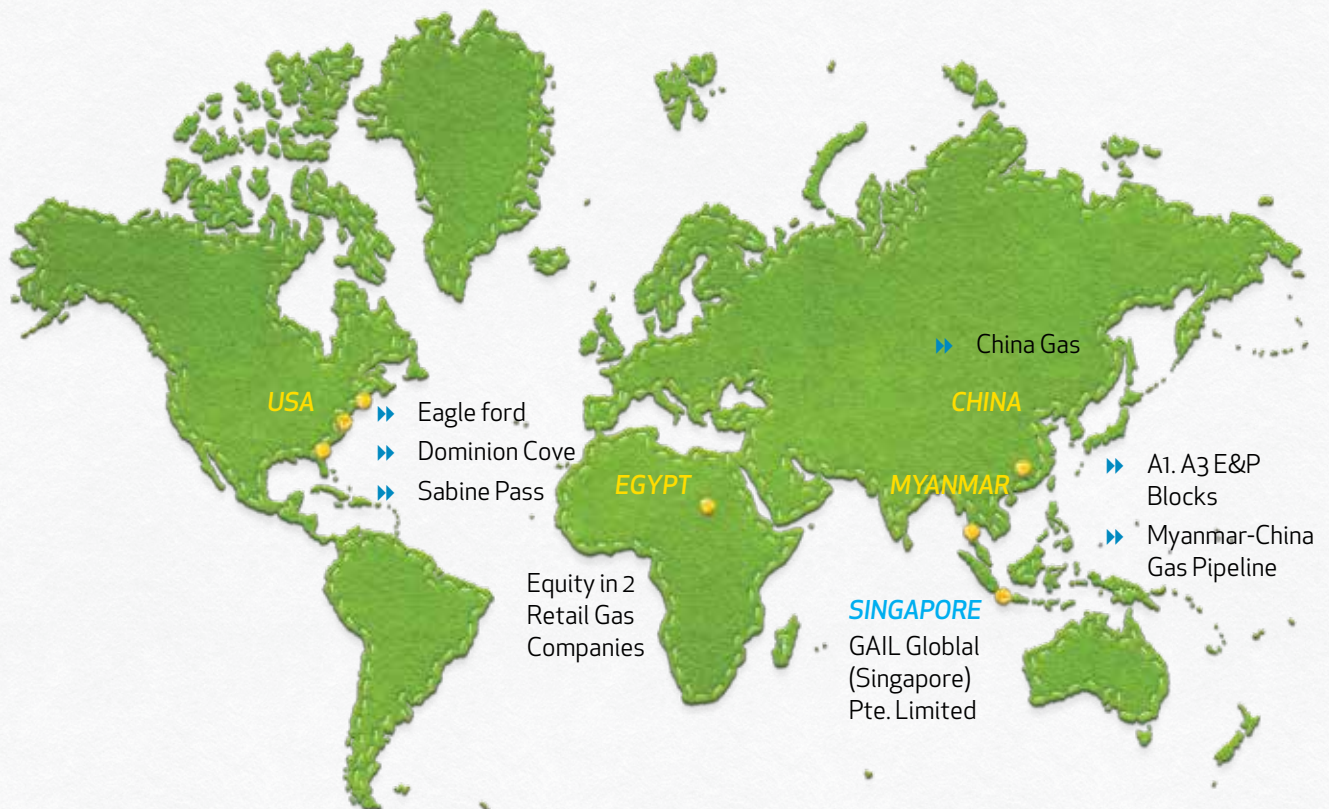 USA
Eagle ford
Dominion Cove
Sabine Pass
EGYPT
Equity in 2
Retail Gas
Companies
China Gas
CHINA
MYANMAR
A1. A3 E&P
Blocks
Myanmar-China
Gas Pipeline
SINGAPORE
GAIL Globlal
(Singapore)
Pte. Limited